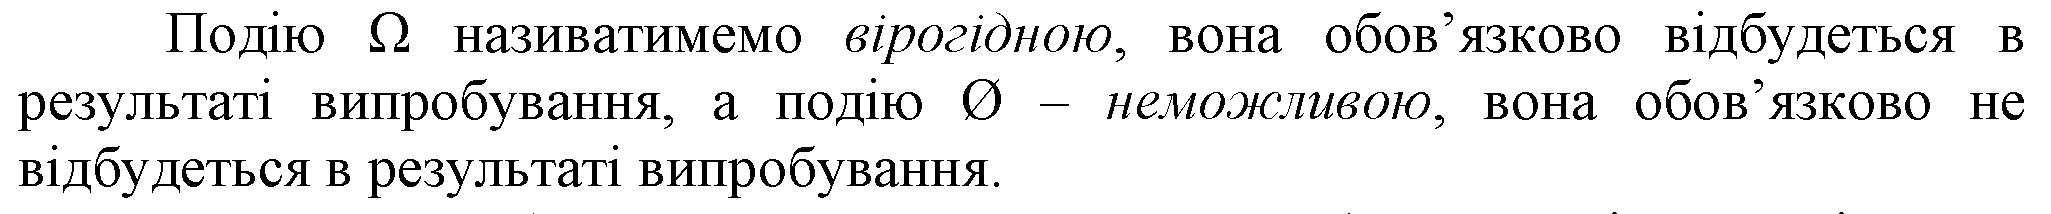 Подію Ω називатимемо вірогідною, вона обов’язково відбудеться в
результаті випробування, а подію Ø – неможливою, вона обов’язково не
відбудеться в результаті випробування.